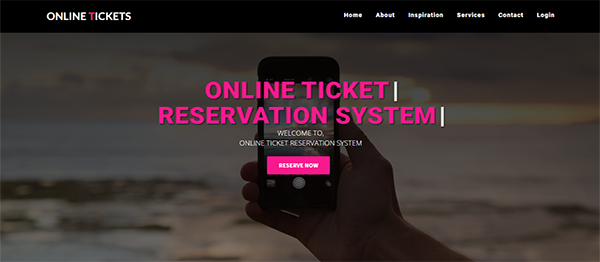 ONLINE TICKETS
Home About Inspiration Services Contact Login
ONLINE TICKET|
RESERVATION SYSTEM|
WELCOME TO,
ONLINE TICKET RESERVATION SYSTEM
RESERVE NOW